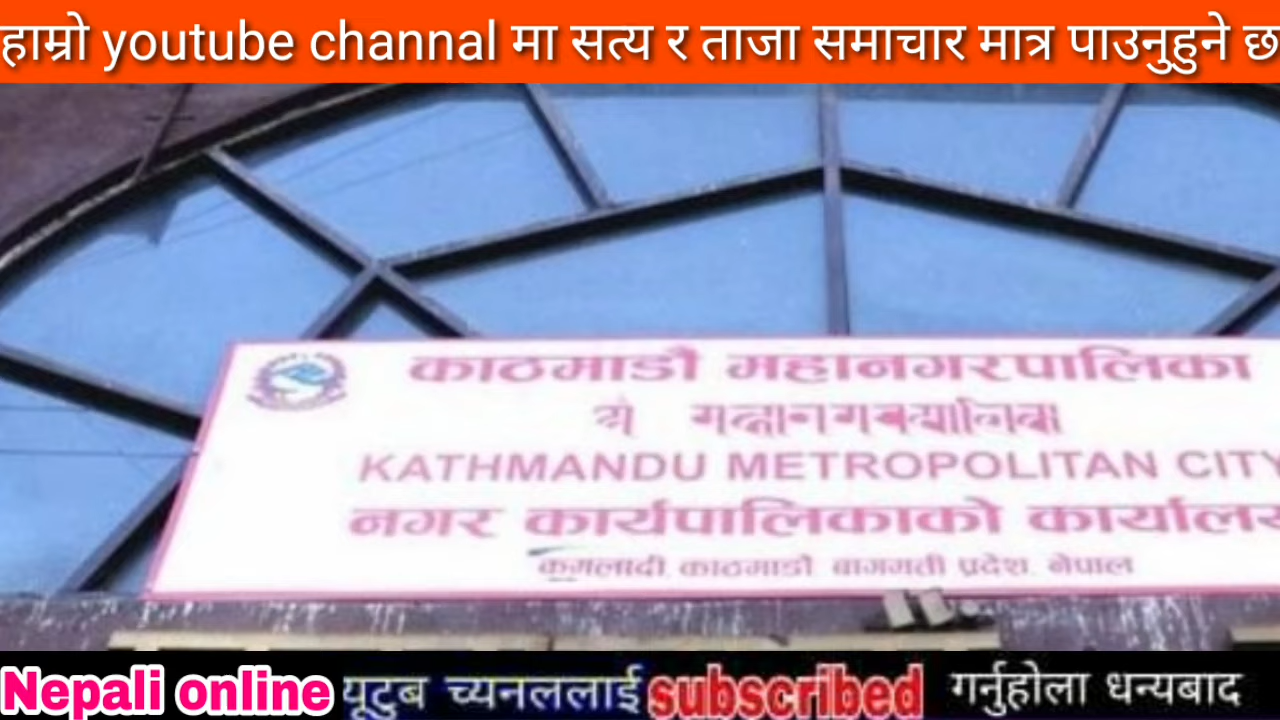 हाम्रो youtube channal मा सत्य र ताजा समाचार मात्र पाउनुहुने छ
काठमाडौं महानगरपालिका
KATHMANDU METROPOLITAN CITY
नगर कार्यपालिकाको कार्यालय
कमलादी काठमाडौं बागमती प्रदेश, नेपाल
Nepali online यूटुब च्यनललाई subscribed गर्नुहोला धन्यबाद